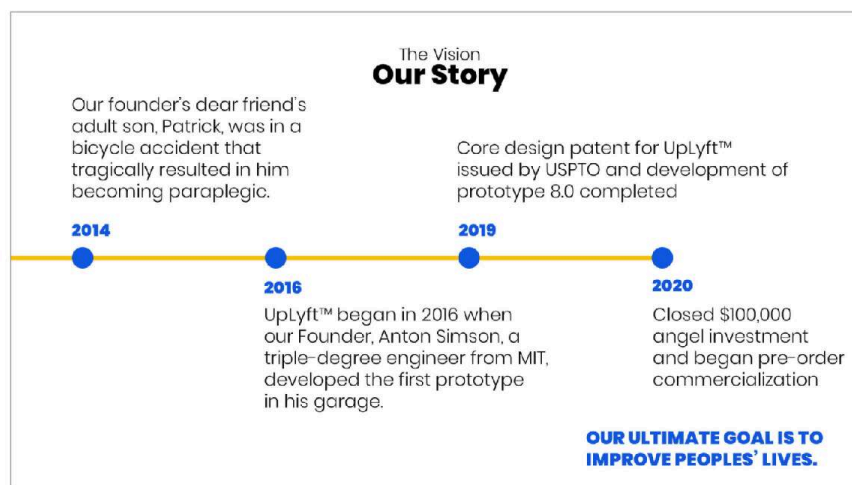 The Vision
Our Story
Our founder's dear friend's
adult son, Patrick, was in a
bicycle accident that
tragically resulted in him
becoming paraplegic.
2014
2016
UpLyft™ began in 2016 when
our Founder, Anton Simson, a
triple-degree engineer from MIT,
developed the first prototype
in his garage.
Core design patent for UpLyft™
issued by USPTO and development of
prototype 8.0 completed
2019
2020
Closed $100,000
angel investment
and began pre-order
commercialization
OUR ULTIMATE GOAL IS TO
IMPROVE PEOPLES' LIVES.